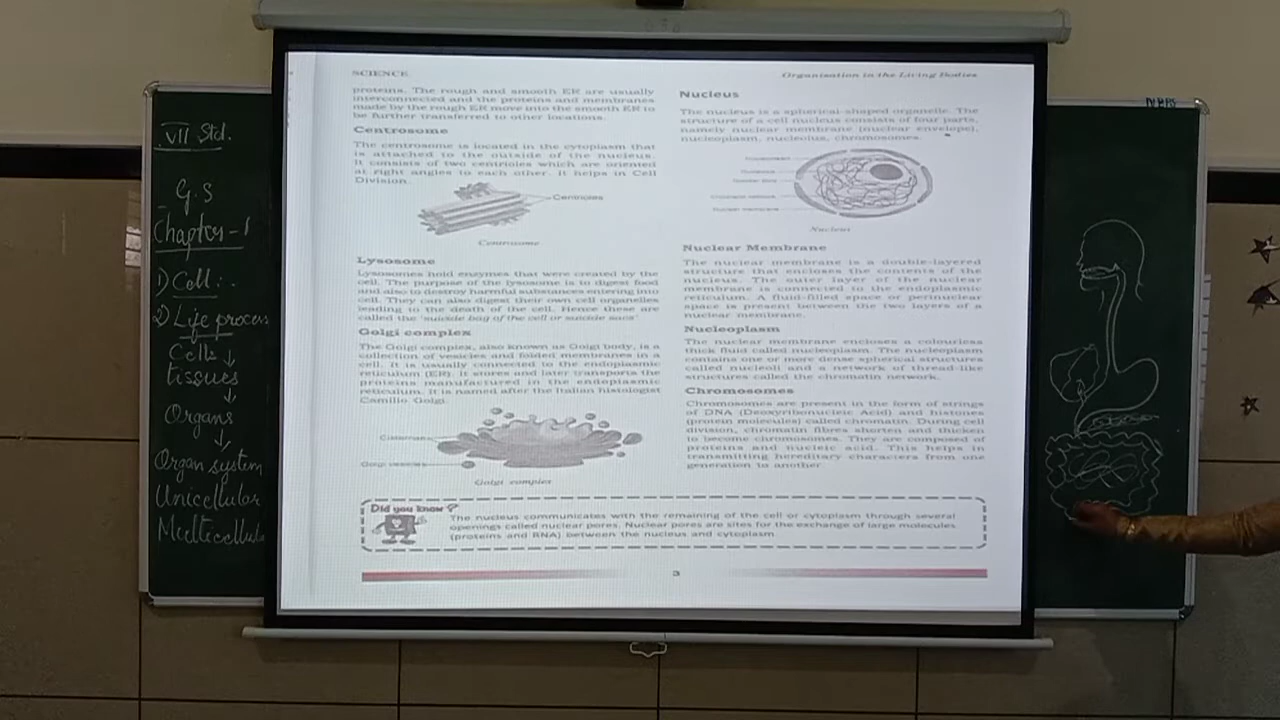 VII Std.
G.S
Chapter-1
1) Cell :-
2) Life process
Cells ↓
tissues
↓
Organs
↓
Organ system
Unicellular
Multicellula
SCIENCE
proteins. The rough and smooth ER are usually
interconnected and the proteins and membranes
made by the rough ER move into the smooth ER to
be further transferred to other locations.
Centrosome
The centrosome is located in the cytoplasm that
is attached to the outside of the nucleus.
It consists of two centrioles which are oriented
at right angles to each other. It helps in Cell
Division.
Centrioles
Centrosome
Lysosome
Lysosomes hold enzymes that were created by the
cell. The purpose of the lysosome is to digest food
and also to destroy harmful substances entering into
cell. They can also digest their own cell organelles
leading to the death of the cell. Hence these are
called the 'suicide bag of the cell or suicide sacs'
Golgi complex
The Golgi complex, also known as Golgi body, is a
collection of vesicles and folded membranes in a
cell. It is usually connected to the endoplasmic
reticulum (ER). It stores and later transports the
proteins manufactured in the endoplasmic
reticulum. It is named after the Italian histologist
Camillo Golgi.
Cisternae
Golgi vesicles
Golgi complex
Organisation in the Living Bodies
Nucleus
The nucleus is a spherical-shaped organelle. The
structure of a cell nucleus consists of four parts,
namely nuclear membrane (nuclear envelope),
nucleoplasm, nucleolus, chromosomes.
Nuclear membrane
Nucleus
Nuclear Membrane
The nuclear membrane is a double-layered
structure that encloses the contents of the
nucleus. The outer layer of the nuclear
membrane is connected to the endoplasmic
reticulum. A fluid-filled space or perinuclear
space is present between the two layers of a
nuclear membrane.
Nucleoplasm
The nuclear membrane encloses a colourless
thick fluid called nucleoplasm. The nucleoplasm
contains one or more dense spherical structures
called nucleoli and a network of thread-like
structures called the chromatin network.
Chromosomes
Chromosomes are present in the form of strings
of DNA (Deoxyribonucleic Acid) and histones
(protein molecules) called chromatin. During cell
division, chromatin fibres shorten and thicken
to become chromosomes. They are composed of
proteins and nucleic acid. This helps in
transmitting hereditary characters from one
generation to another.
Did you know ?
The nucleus communicates with the remaining of the cell or cytoplasm through several
openings called nuclear pores. Nuclear pores are sites for the exchange of large molecules
(proteins and RNA) between the nucleus and cytoplasm
3